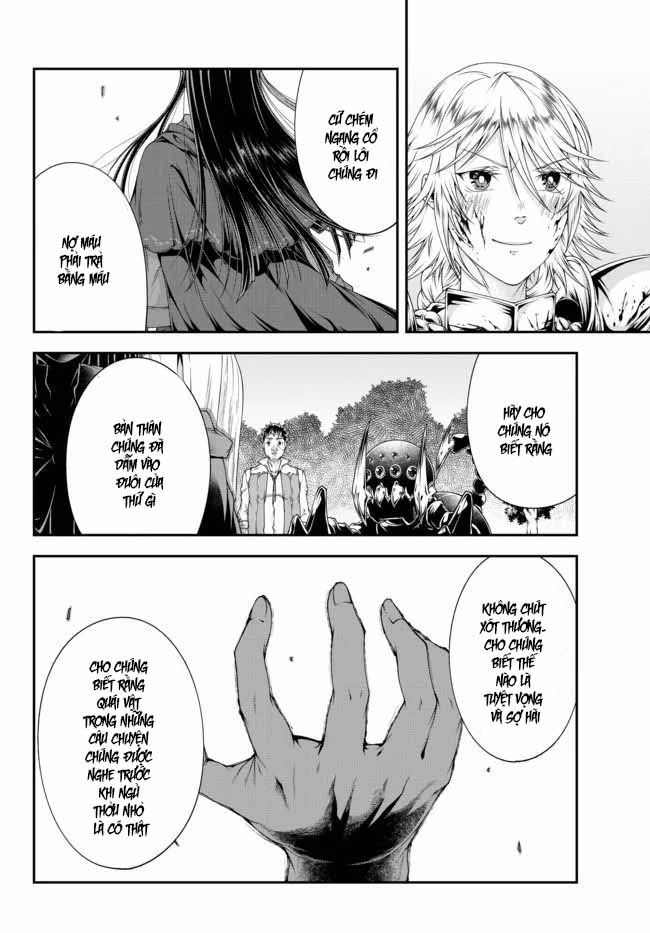 CỨ CHÉM
NGANG CỔ
RỒI LÔI
CHÚNG ĐI
NỢ MÁU
PHẢI TRẢ
BẰNG MÁU
HÃY CHO
CHÚNG NÓ
BIẾT RẰNG
BẢN THÂN
CHÚNG ĐÃ
DẪM VÀO
ĐUÔI CỦA
THỨ GÌ
KHÔNG CHÚT
XÓT THƯƠNG...
CHO CHÚNG
BIẾT THẾ
NÀO LÀ
TUYỆT VỌNG
VÀ SỢ HÃI
CHO CHÚNG
BIẾT RẰNG
QUÁI VẬT
TRONG NHỮNG
CÂU CHUYỆN
CHÚNG ĐƯỢC
NGHE TRƯỚC
KHI NGỦ
THỜU NHỎ
LÀ CÓ THẬT